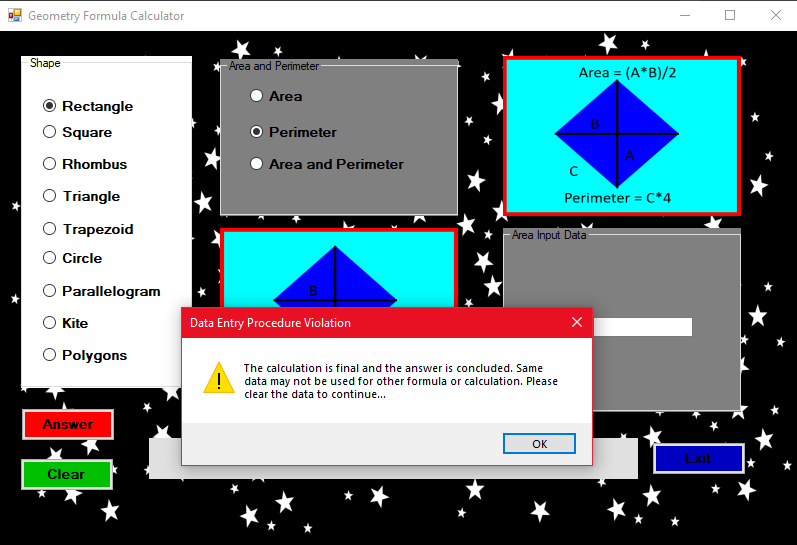 Geometry Formula Calculator
Shape
Rectangle
Square
Rhombus
Triangle
Trapezoid
Circle
Parallelogram
Kite
Polygons
Area and Perimeter
Area
Perimeter
Area and Perimeter
Area = (A*B)/2
B
A
C
Perimeter = C*4
B
Area Input Data
Data Entry Procedure Violation
The calculation is final and the answer is concluded. Same
data may not be used for other formula or calculation. Please
clear the data to continue...
OK
Answer
Clear
Exit